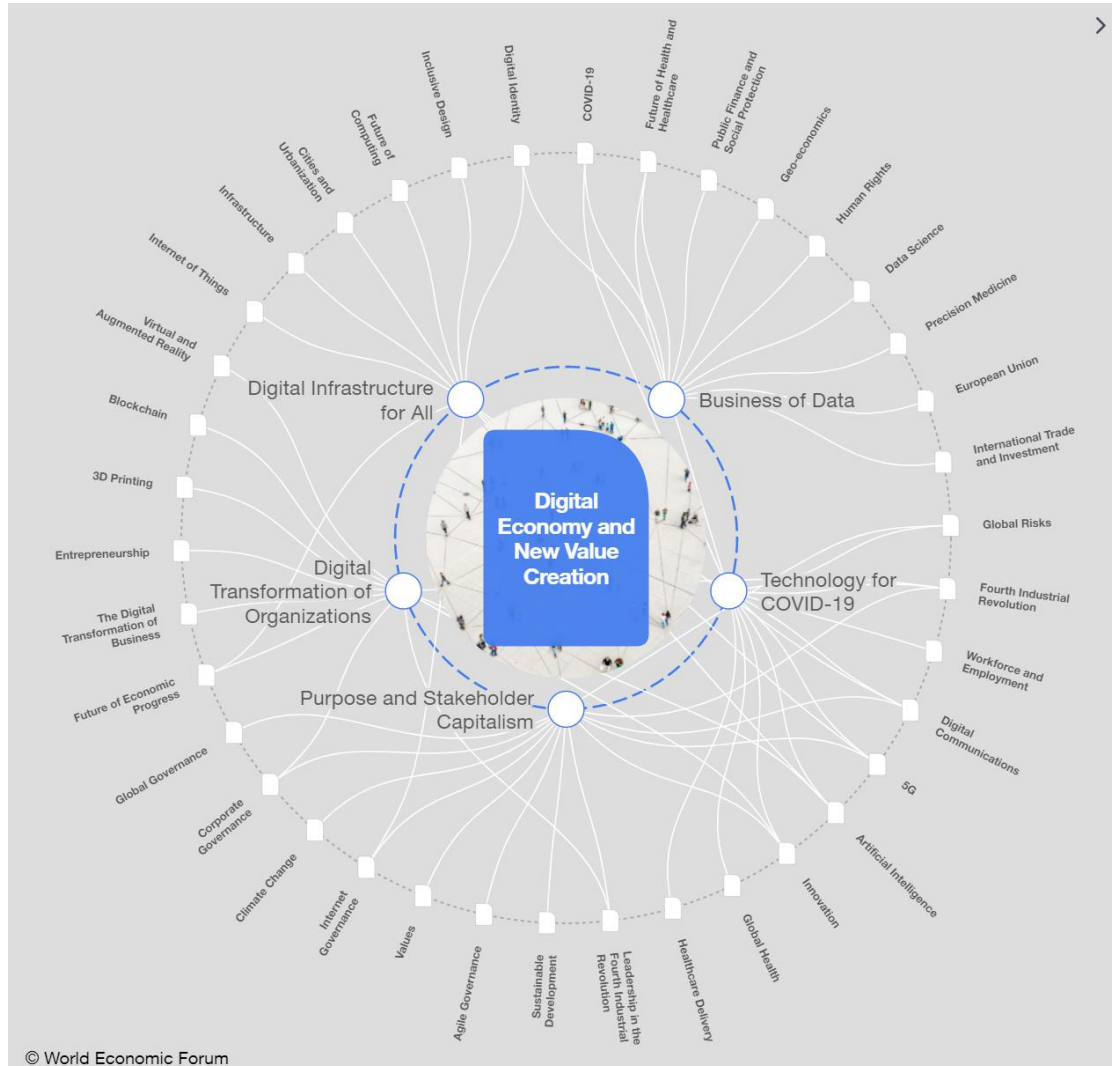 Digital Identity
COVID-19
Future of Health and
Healthcare
Public Finance and
Social Protection
Geo-economics
Human Rights
Data Science
Precision Medicine
European Union
International Trade
and Investment
Global Risks
Fourth Industrial
Revolution
Workforce and
Employment
Digital
Communications
5G
Artificial Intelligence
Innovation
Global Health
Healthcare Delivery
Leadership in the
Fourth Industrial
Revolution
Sustainable
Development
Agile Governance
Values
Internet
Governance
Climate Change
Corporate
Governance
Global Governance
Future of Economic
Progress
The Digital
Transformation of
Business
Entrepreneurship
3D Printing
Blockchain
Virtual and
Augmented Reality
Internet of Things
Infrastructure
Cities and
Urbanization
Future of
Computing
Inclusive Design
Digital Infrastructure
for All
Business of Data
Digital
Economy and
New Value
Creation
Digital
Transformation of
Organizations
Technology for
COVID-19
Purpose and Stakeholder
Capitalism
© World Economic Forum